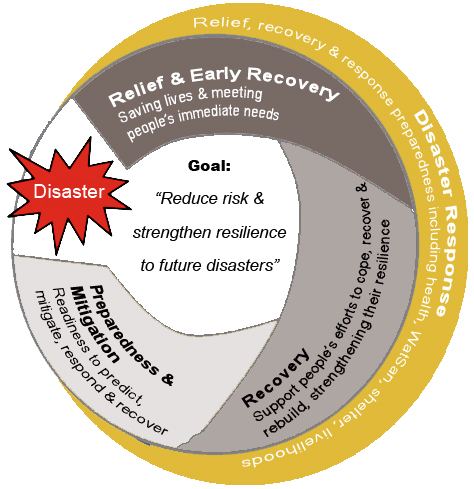 Relief & Early Recovery
Saving lives & meeting
people's immediate needs
Disaster Response
Relief, recovery & response preparedness including health, WatSan, shelter, livelihoods
Disaster
Goal:
“Reduce risk &
strengthen resilience
to future disasters”
Recovery
Support people's efforts to cope, recover &
rebuild, strengthening their resilience
Preparedness &
Mitigation
Readiness to predict,
mitigate, respond & recover